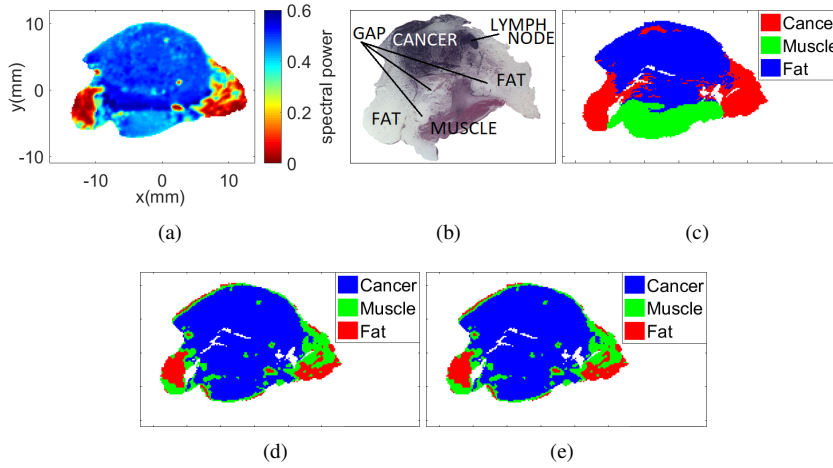 10
0
-10
y(mm)
-10
0
10
x(mm)
0.6
0.4
0.2
0
spectral power
GAP
CANCER
LYMPH
NODE
FAT
FAT
MUSCLE
Cancer
Muscle
Fat
(a)
(b)
(c)
Cancer
Muscle
Fat
Cancer
Muscle
Fat
(d)
(e)